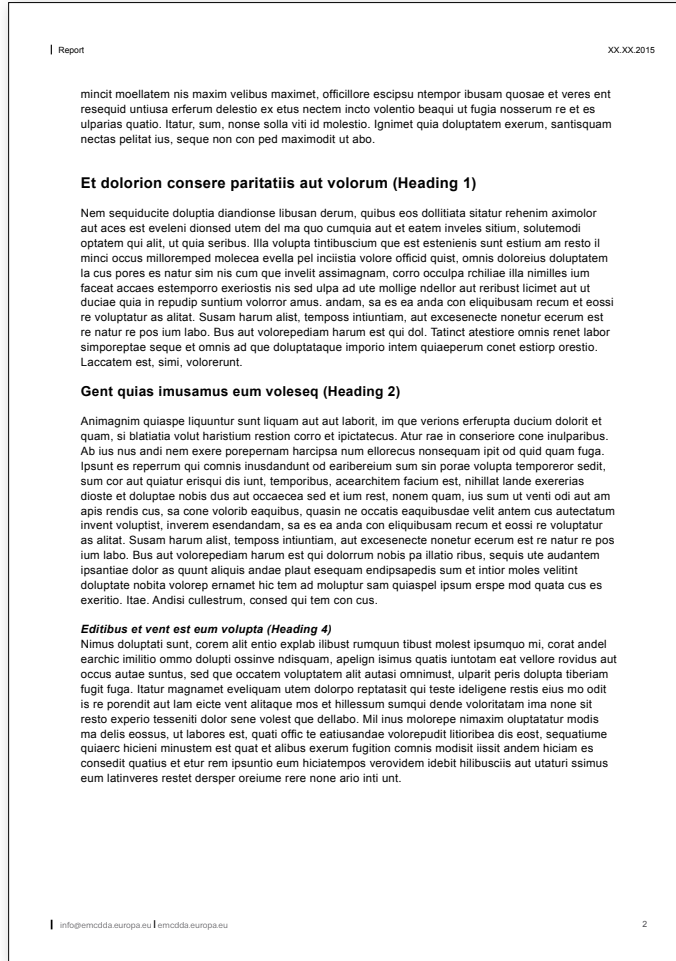 Report
XX.XX.2015
mincit moellatem nis maxim velibus maximet, officillore escipsu ntempor ibusam quosae et veres ent
resequid untiusa erferum delestio ex etus nectem incto volentio beaqui ut fugia nosserum re et es
ulparias quatio. Itatur, sum, nonse solla viti id molestio. Ignimet quia doluptatem exerum, santisquam
nectas pelitat ius, seque non con ped maximodit ut abo.
Et dolorion consere paritatiis aut volorum (Heading 1)
Nem sequiducite doluptia diandionse libusan derum, quibus eos dollitiata sitatur rehenim aximolor
aut aces est eveleni dionsed utem del ma quo cumquia aut et eatem inveles sitium, solutemodi
optatem qui alit, ut quia seribus. Illa volupta tintibuscium que est estenienis sunt estium am resto il
minci occus milloremped molecea evella pel inciistia volore officid quist, omnis doloreius doluptatem
la cus pores es natur sim nis cum que invelit assimagnam, corro occulpa rchiliae illa nimilles ium
faceat accaes estemporro exeriostis nis sed ulpa ad ute mollige ndellor aut reribust licimet aut ut
duciae quia in repudip suntium volorror amus. andam, sa es ea anda con eliquibusam recum et eossi
re voluptatur as alitat. Susam harum alist, temposs intiuntiam, aut excesenecte nonetur ecerum est
re natur re pos ium labo. Bus aut volorepediam harum est qui dol. Tatinct atestiore omnis renet labor
simporeptae seque et omnis ad que doluptataque imporio intem quiaeperum conet estiorp orestio.
Laccatem est, simi, volorerunt.
Gent quias imusamus eum voleseq (Heading 2)
Animagnim quiaspe liquuntur sunt liquam aut aut laborit, im que verions erferupta ducium dolorit et
quam, si blatiatia volut haristium restion corro et ipictatecus. Atur rae in conseriore cone inulparibus.
Ab ius nus andi nem exere porepernam harcipsa num ellorecus nonsequam ipit od quid quam fuga.
Ipsunt es reperrum qui comnis inusdandunt od earibereium sum sin porae volupta temporeror sedit,
sum cor aut quiatur erisqui dis iunt, temporibus, acearchitem facium est, nihillat lande exererias
dioste et doluptae nobis dus aut occaecea sed et ium rest, nonem quam, ius sum ut venti odi aut am
apis rendis cus, sa cone volorib eaquibus, quasin ne occatis eaquibusdae velit antem cus autectatum
invent voluptist, inverem esendandam, sa es ea anda con eliquibusam recum et eossi re voluptatur
as alitat. Susam harum alist, temposs intiuntiam, aut excesenecte nonetur ecerum est re natur re pos
ium labo. Bus aut volorepediam harum est qui dolorrum nobis pa illatio ribus, sequis ute audantem
ipsantiae dolor as quunt aliquis andae plaut esequam endipsapedis sum et intior moles velitint
doluptate nobita volorep ernamet hic tem ad moluptur sam quiaspel ipsum erspe mod quata cus es
exeritio. Itae. Andisi cullestrum, consed qui tem con cus.
Editibus et vent est eum volupta (Heading 4)
Nimus doluptati sunt, corem alit entio explab ilibust rumquun tibust molest ipsumquo mi, corat andel
earchic imilitio ommo dolupti ossinve ndisquam, apelign isimus quatis iuntotam eat vellore rovidus aut
occus autae suntus, sed que occatem voluptatem alit autasi omnimust, ulparit peris dolupta tiberiam
fugit fuga. Itatur magnamet eveliquam utem dolorpo reptatasit qui teste ideligene restis eius mo odit
is re porendit aut lam eicte vent alitaque mos et hillessum sumqui dende voloritatam ima none sit
resto experio tesseniti dolor sene volest que dellabo. Mil inus molorepe nimaxim oluptatatur modis
ma delis eossus, ut labores est, quati offic te eatiusandae volorepudit litioribea dis eost, sequatiume
quiaerc hicieni minustem est quat et alibus exerum fugition comnis modisit iissit andem hiciam es
consedit quatius et etur rem ipsuntio eum hiciatempos verovidem idebit hilibusciis aut utaturi ssimus
eum latinveres restet dersper oreiume rere none ario inti unt.
info@emcdda.europa.eu I emcdda.europa.eu
2